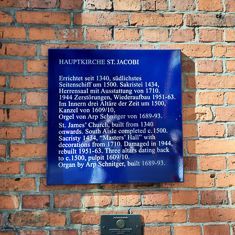 HAUPTKIRCHE ST. JACOBI
Errichtet seit 1340, südlichstes
Seitenschiff um 1500. Sakristei 1434,
Herrensaal mit Ausstattung von 1710.
1944 Zerstörungen, Wiederaufbau 1951-63.
Im Innern drei Altäre der Zeit um 1500,
Kanzel von 1609/10,
Orgel von Arp Schnitger von 1689-93.
St. James' Church, built from 1340
onwards. South Aisle completed c.1500.
Sacristy 1434, "Masters' Hall" with
decorations from 1710. Damaged in 1944,
rebuilt 1951-63. Three altars dating back
to c.1500, pulpit 1609/10.
Organ by Arp Schnitger, built 1689-93.